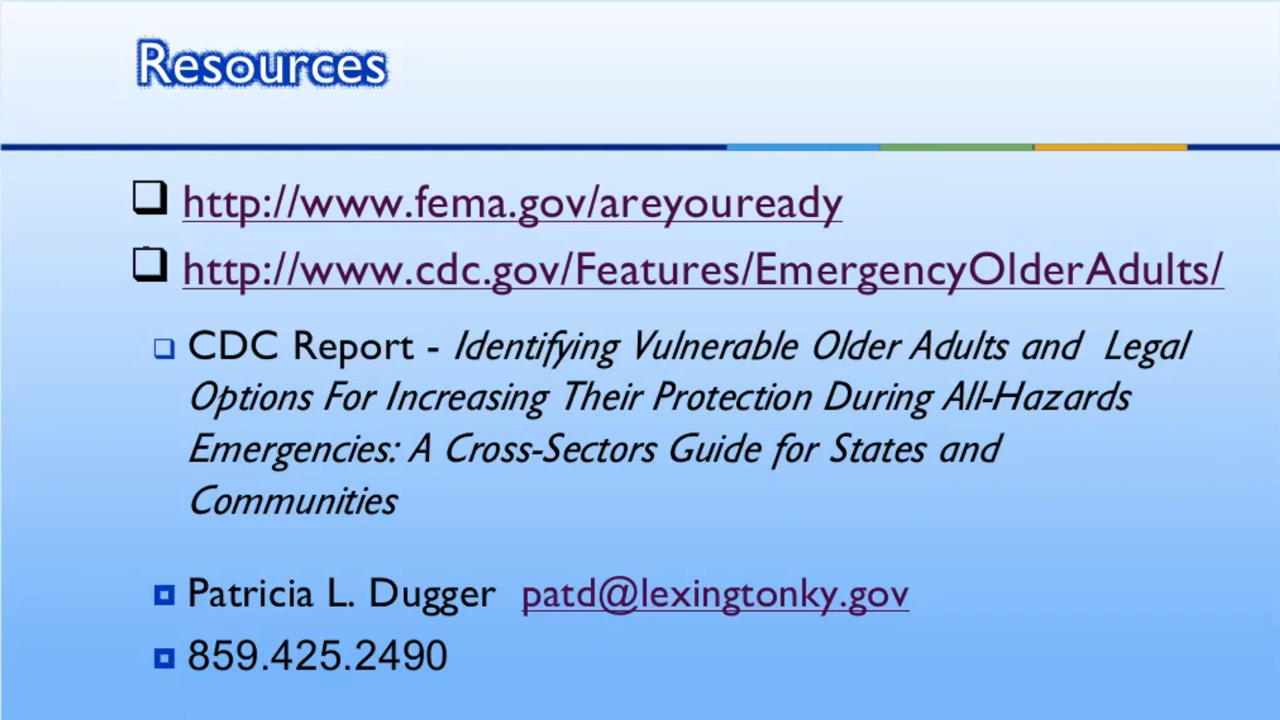 Resources
http://www.fema.gov/areyouready
http://www.cdc.gov/Features/EmergencyOlderAdults/
CDC Report - Identifying Vulnerable Older Adults and Legal
Options For Increasing Their Protection During All-Hazards
Emergencies: A Cross-Sectors Guide for States and
Communities
Patricia L. Dugger patd@lexingtonky.gov
859.425.2490